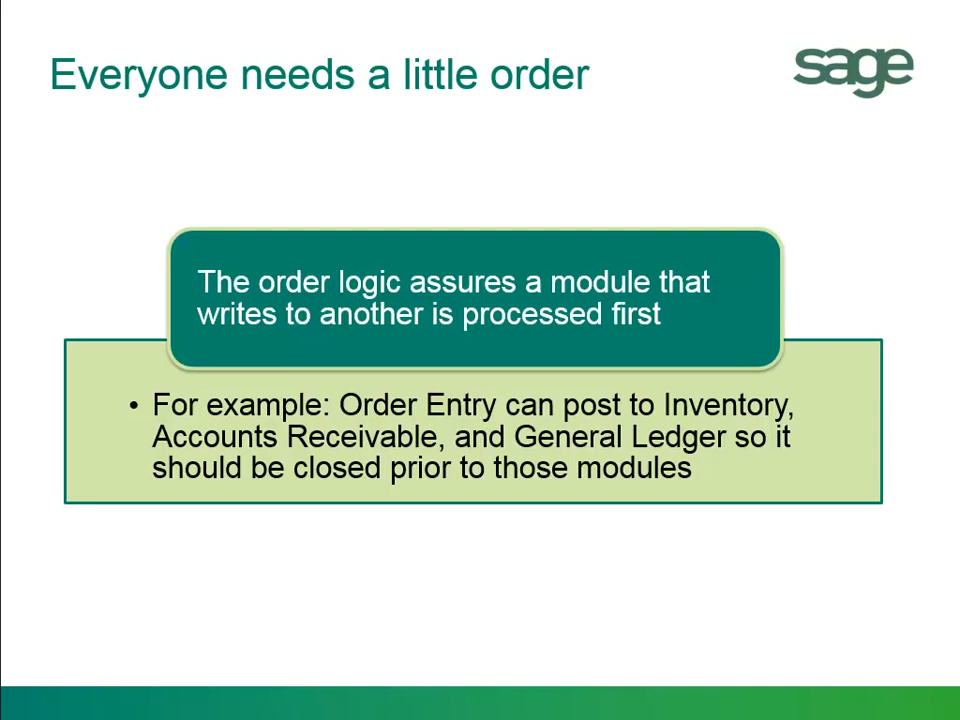 Everyone needs a little order
sage
The order logic assures a module that
writes to another is processed first
• For example: Order Entry can post to Inventory,
Accounts Receivable, and General Ledger so it
should be closed prior to those modules